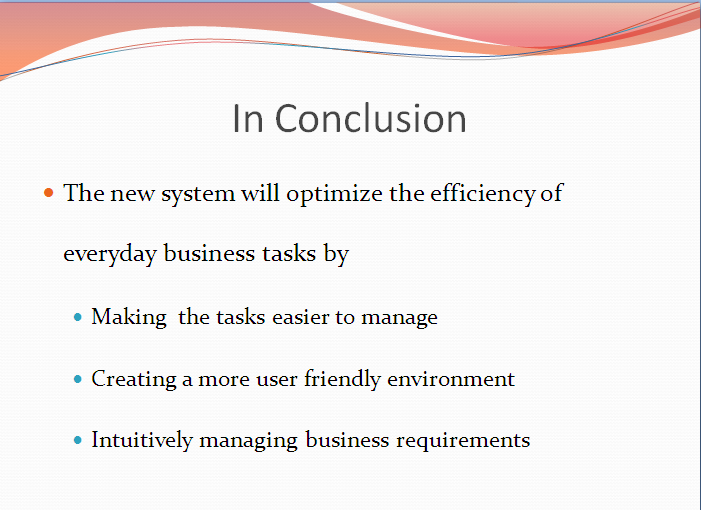 In Conclusion
The new system will optimize the efficiency of
everyday business tasks by
Making  the tasks easier to manage
Creating a more user friendly environment
Intuitively managing business requirements